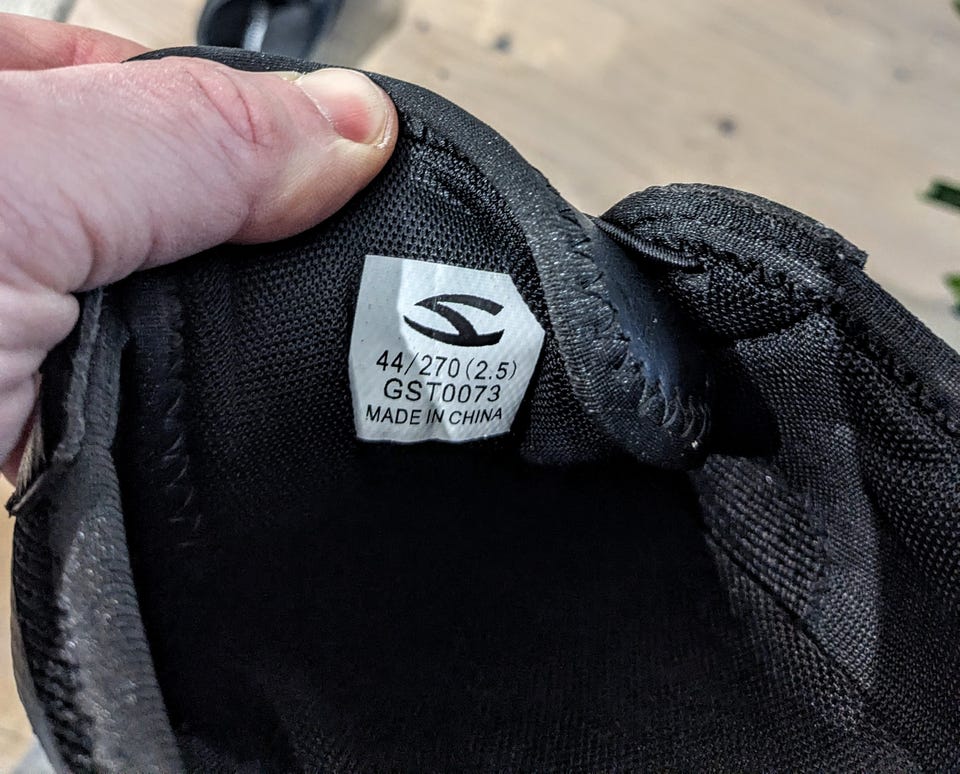 44/270(2.5)
GST0073
MADE IN CHINA